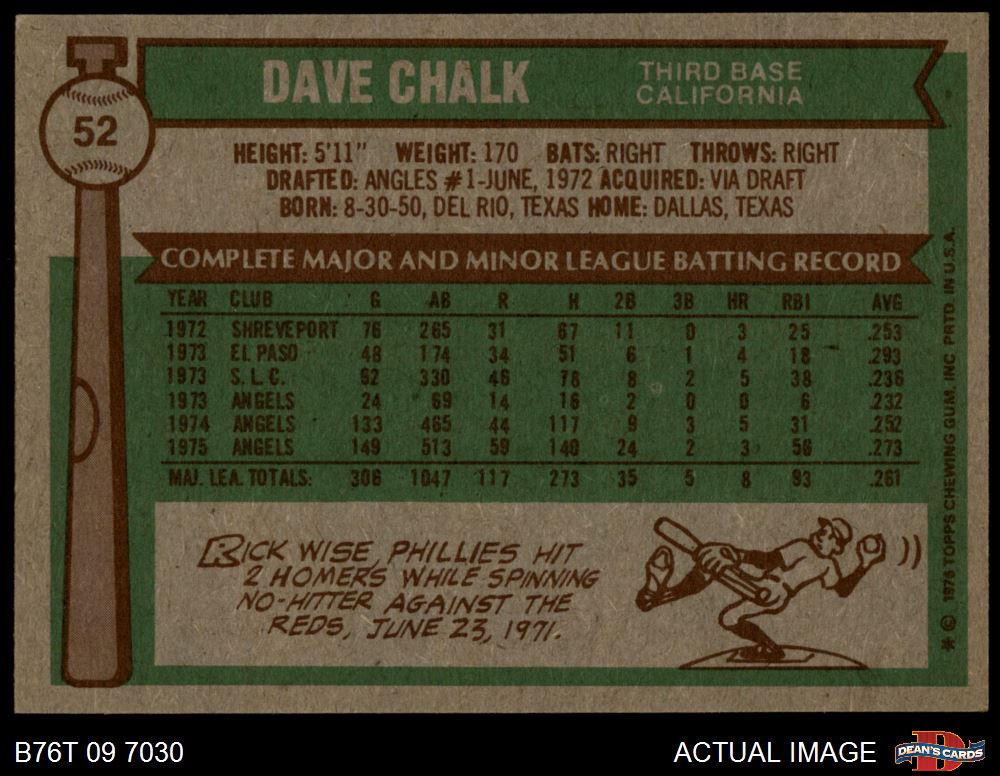 52
DAVE CHALK
THIRD BASE
CALIFORNIA
HEIGHT: 5'11" WEIGHT: 170 BATS: RIGHT THROWS: RIGHT
DRAFTED: ANGLES #1-JUNE, 1972 ACQUIRED: VIA DRAFT
BORN: 8-30-50, DEL RIO, TEXAS HOME: DALLAS, TEXAS
COMPLETE MAJOR AND MINOR LEAGUE BATTING RECORD
YEAR CLUB G AB R H 2B 3B HR RBI AVG
1972 SHREVEPORT 76 265 31 67 11 0 3 25 .253
1973 EL PASO 48 174 34 51 6 1 4 18 .293
1973 S.L.C. 92 330 46 78 8 2 5 38 .236
1973 ANGELS 24 69 14 16 2 0 0 6 .232
1974 ANGELS 133 465 44 117 9 3 5 31 .252
1975 ANGELS 149 513 59 140 24 2 3 56 .273
MAJ. LEA. TOTALS: 306 1047 117 273 35 5 8 93 .261
RICK WISE, PHILLIES HIT
2 HOMERS WHILE SPINNING
NO-HITTER AGAINST THE
REDS, JUNE 23, 1971.
* © 1976 TOPPS CHEWING GUM, INC PRTD. IN U.S.A.
B76T 09 7030
ACTUAL IMAGE
D
DEAN'S CARDS